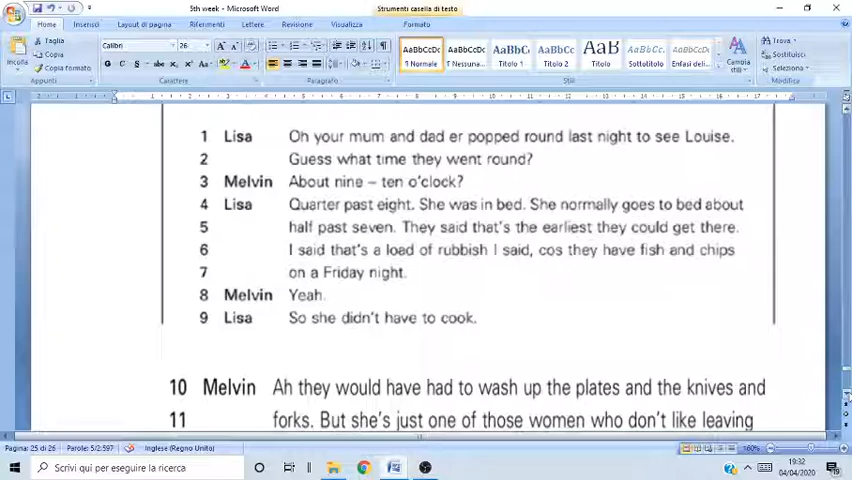 5th week - Microsoft Word
Strumenti casella di testo
Home Inserisci Layout di pagina Riferimenti Lettere Revisione Visualizza Formato
Incolla
Taglia
Copia
Copia formato
Appunti
Calibri 26
Carattere
Paragrafo
AaBbCcDc AaBbCcDc AaBbC AaBbCc AaB AaBbCc. AaBbCc.
¶ Normale ¶ Nessuna... Titolo 1 Titolo 2 Titolo Sottotitolo Enfasi deli...
Stili
Cambia stili
Trova
Sostituisci
Seleziona
Modifica
1 Lisa Oh your mum and dad er popped round last night to see Louise.
2 Guess what time they went round?
3 Melvin About nine – ten o'clock?
4 Lisa Quarter past eight. She was in bed. She normally goes to bed about
5 half past seven. They said that's the earliest they could get there.
6 I said that's a load of rubbish I said, cos they have fish and chips
7 on a Friday night.
8 Melvin Yeah.
9 Lisa So she didn't have to cook.
10 Melvin Ah they would have had to wash up the plates and the knives and
11 forks. But she's just one of those women who don't like leaving
Pagina: 25 di 26 Parole: 5/2.597 Inglese (Regno Unito) 160%
Scrivi qui per eseguire la ricerca
19:32
04/04/2020